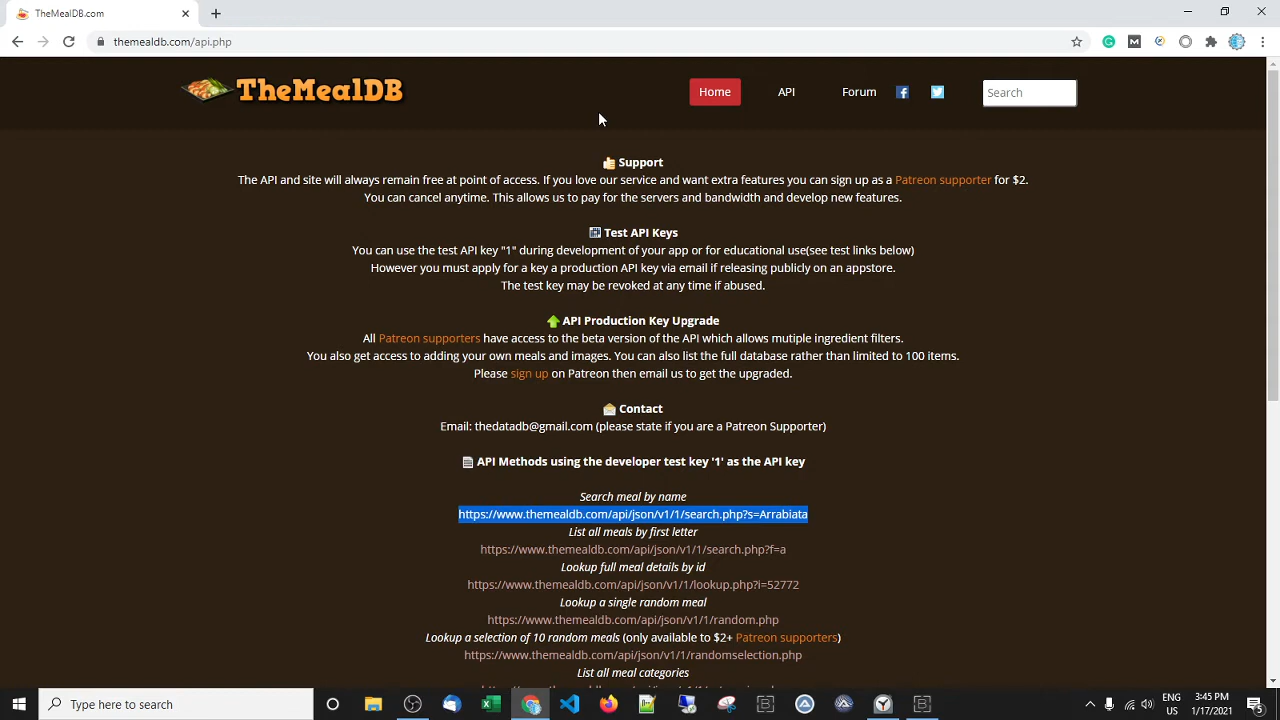 TheMealDB.com
themealdb.com/api.php
TheMealDB
Home
API
Forum
Search
Support
The API and site will always remain free at point of access. If you love our service and want extra features you can sign up as a Patreon supporter for $2.
You can cancel anytime. This allows us to pay for the servers and bandwidth and develop new features.
Test API Keys
You can use the test API key "1" during development of your app or for educational use(see test links below)
However you must apply for a key a production API key via email if releasing publicly on an appstore.
The test key may be revoked at any time if abused.
API Production Key Upgrade
All Patreon supporters have access to the beta version of the API which allows mutiple ingredient filters.
You also get access to adding your own meals and images. You can also list the full database rather than limited to 100 items.
Please sign up on Patreon then email us to get the upgraded.
Contact
Email: thedatadb@gmail.com (please state if you are a Patreon Supporter)
API Methods using the developer test key '1' as the API key
Search meal by name
https://www.themealdb.com/api/json/v1/1/search.php?s=Arrabiata
List all meals by first letter
https://www.themealdb.com/api/json/v1/1/search.php?f=a
Lookup full meal details by id
https://www.themealdb.com/api/json/v1/1/lookup.php?i=52772
Lookup a single random meal
https://www.themealdb.com/api/json/v1/1/random.php
Lookup a selection of 10 random meals (only available to $2+ Patreon supporters)
https://www.themealdb.com/api/json/v1/1/randomselection.php
List all meal categories
Type here to search
ENG
US
3:45 PM
1/17/2021